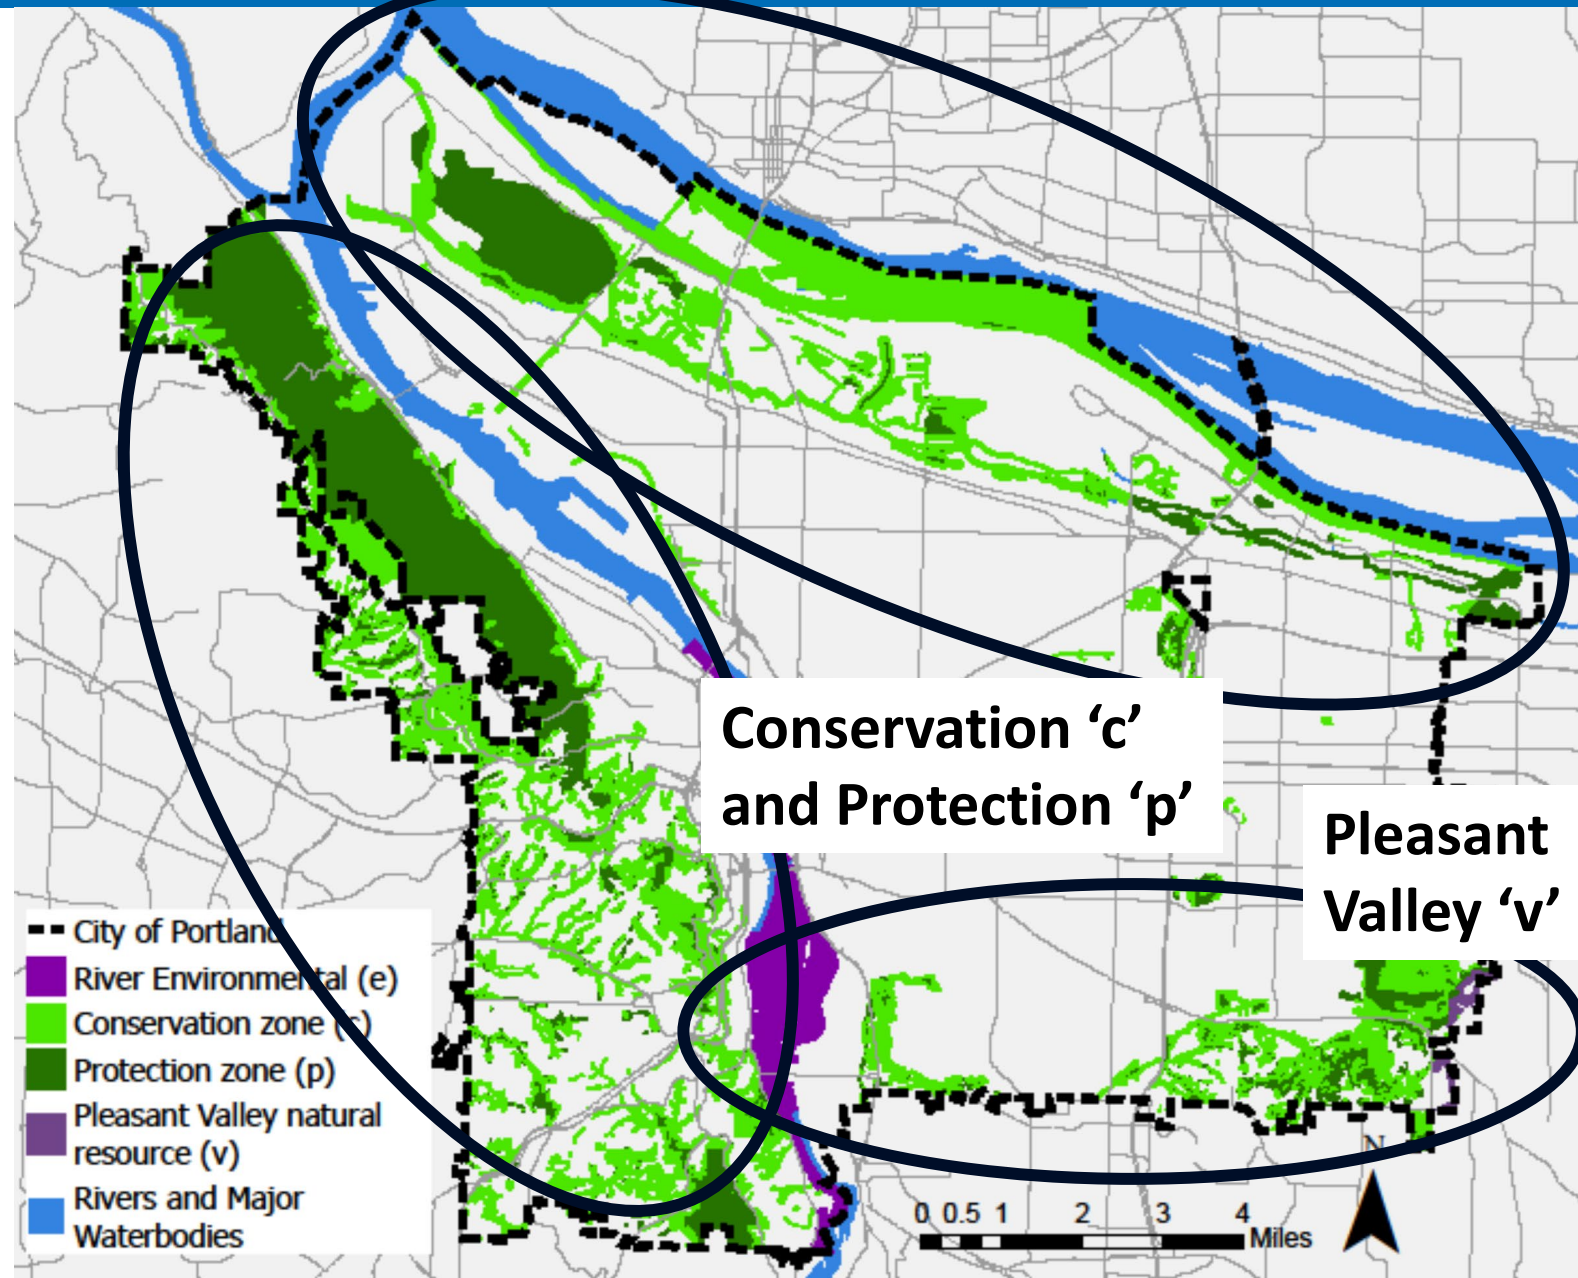 Conservation ‘c’
and Protection ‘p’
Pleasant
Valley ‘v’
City of Portland
River Environmental (e)
Conservation zone (c)
Protection zone (p)
Pleasant Valley natural
resource (v)
Rivers and Major
Waterbodies
N
0 0.5 1 2 3 4
Miles